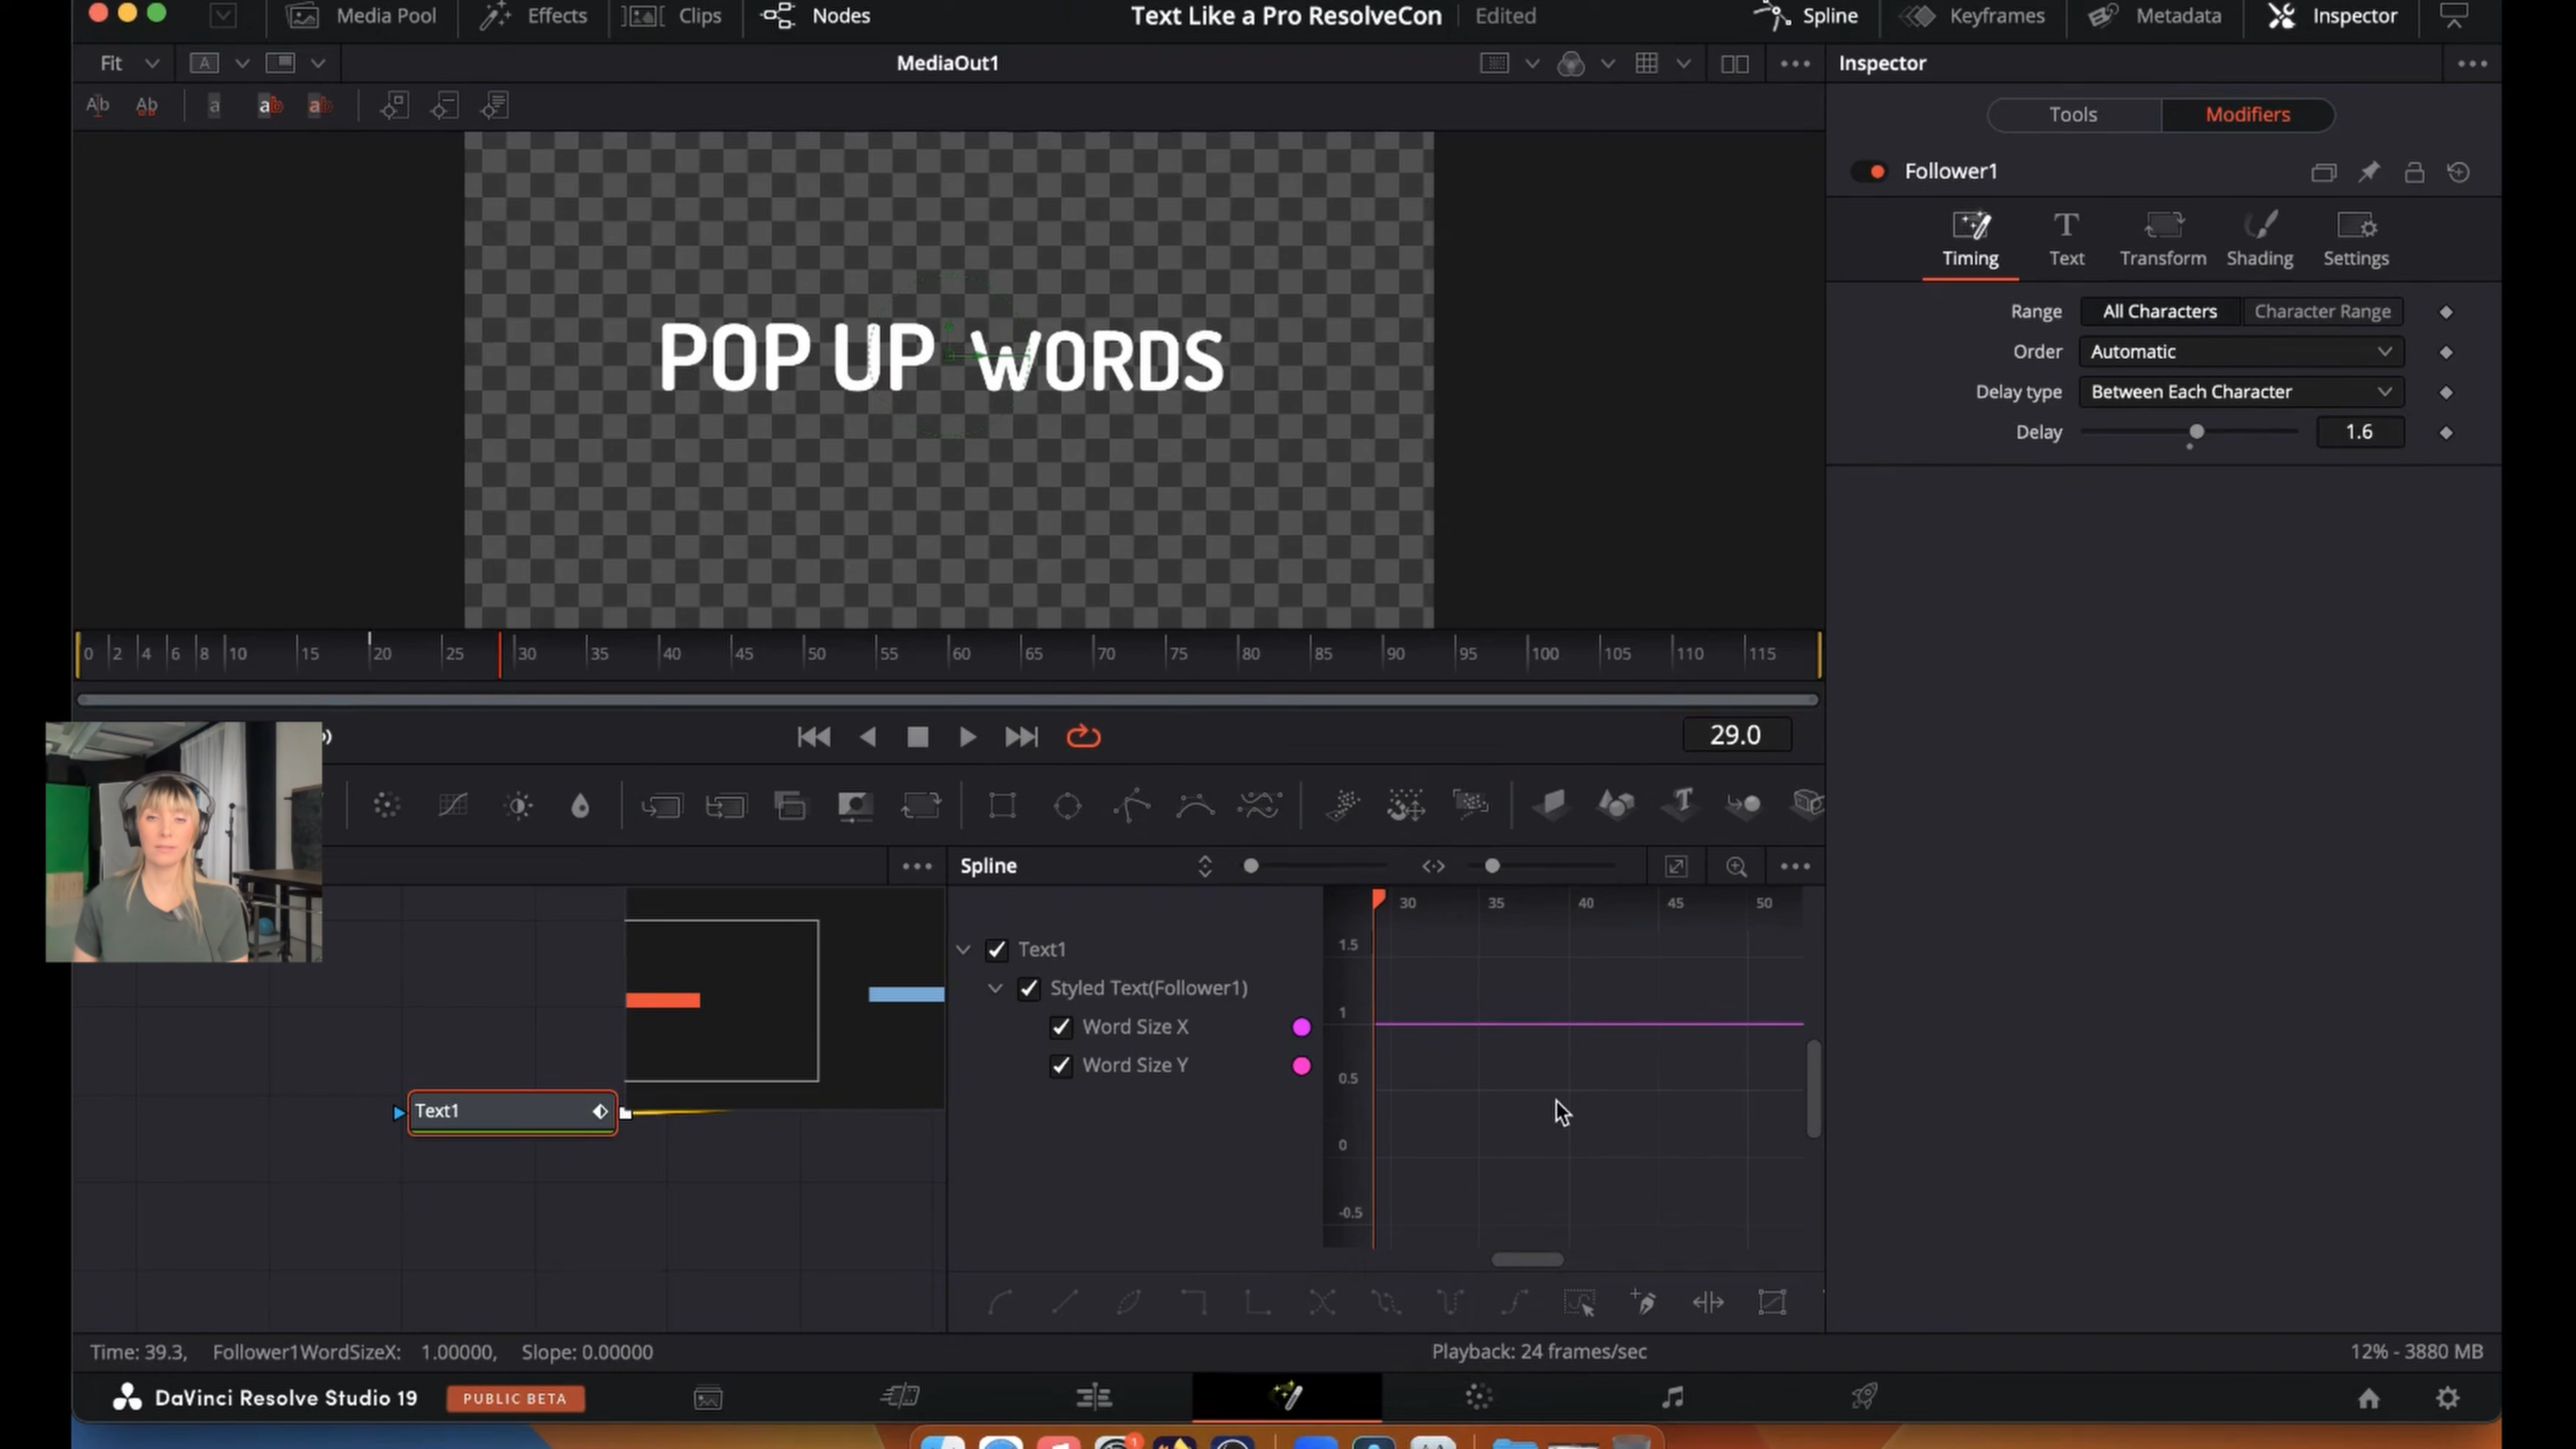 Media Pool
Effects
Clips
Nodes
Text Like a Pro ResolveCon
Edited
Spline
Keyframes
Metadata
Inspector
Fit
A
MediaOut1
Inspector
Ab
Ab
a
ab
ab
Tools
Modifiers
Follower1
Timing
Text
Transform
Shading
Settings
Range
All Characters
Character Range
Order
Automatic
Delay type
Between Each Character
Delay
1.6
POP UP WORDS
0 2 4 6 8 10 15 20 25 30 35 40 45 50 55 60 65 70 75 80 85 90 95 100 105 110 115
29.0
Spline
30 35 40 45 50
1.5
1
0.5
0
-0.5
Text1
Styled Text(Follower1)
Word Size X
Word Size Y
Text1
Time: 39.3, Follower1WordSizeX: 1.00000, Slope: 0.00000
Playback: 24 frames/sec
12% - 3880 MB
DaVinci Resolve Studio 19
PUBLIC BETA
1